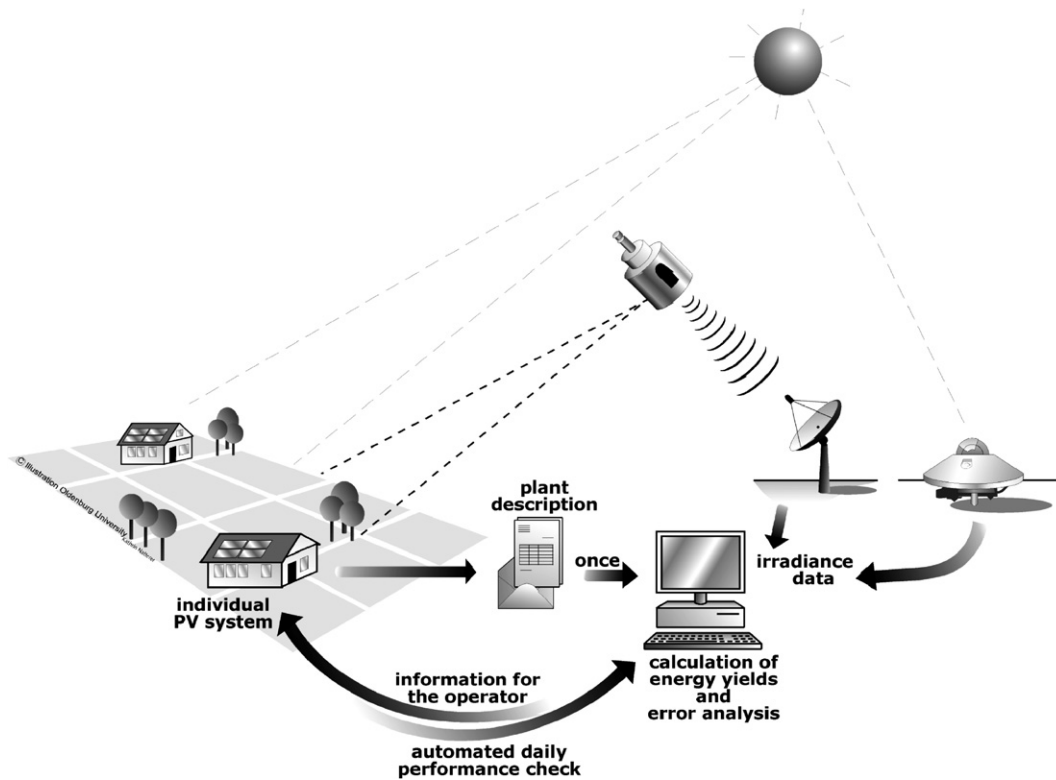 © Illustration Oldenburg University
plant
description
once
irradiance
data
individual
PV system
calculation of
energy yields
and
error analysis
information for
the operator
automated daily
performance check